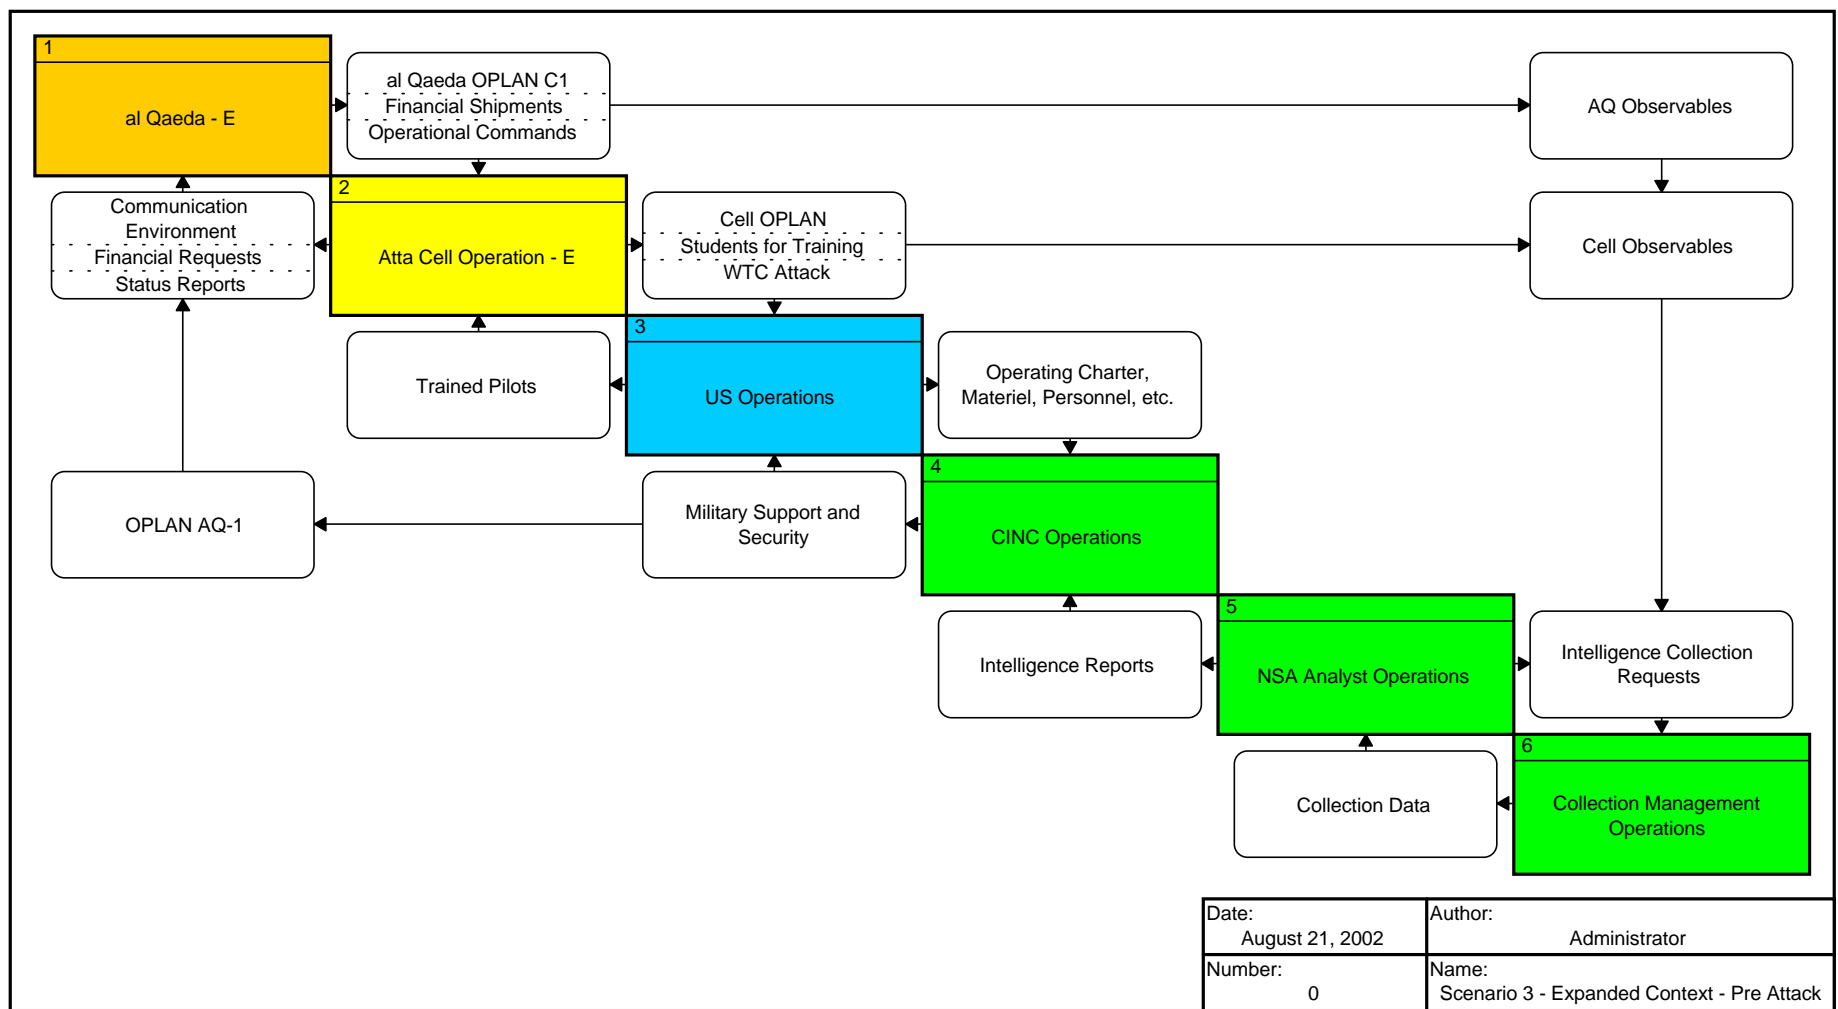 1
al Qaeda - E
al Qaeda OPLAN C1
Financial Shipments
Operational Commands
AQ Observables
Communication
Environment
Financial Requests
Status Reports
2
Atta Cell Operation - E
Cell OPLAN
Students for Training
WTC Attack
Cell Observables
Trained Pilots
3
US Operations
Operating Charter,
Materiel, Personnel, etc.
OPLAN AQ-1
Military Support and
Security
4
CINC Operations
Intelligence Reports
5
NSA Analyst Operations
Intelligence Collection
Requests
Collection Data
6
Collection Management
Operations
Date:
August 21, 2002
Author:
Administrator
Number:
0
Name:
Scenario 3 - Expanded Context - Pre Attack